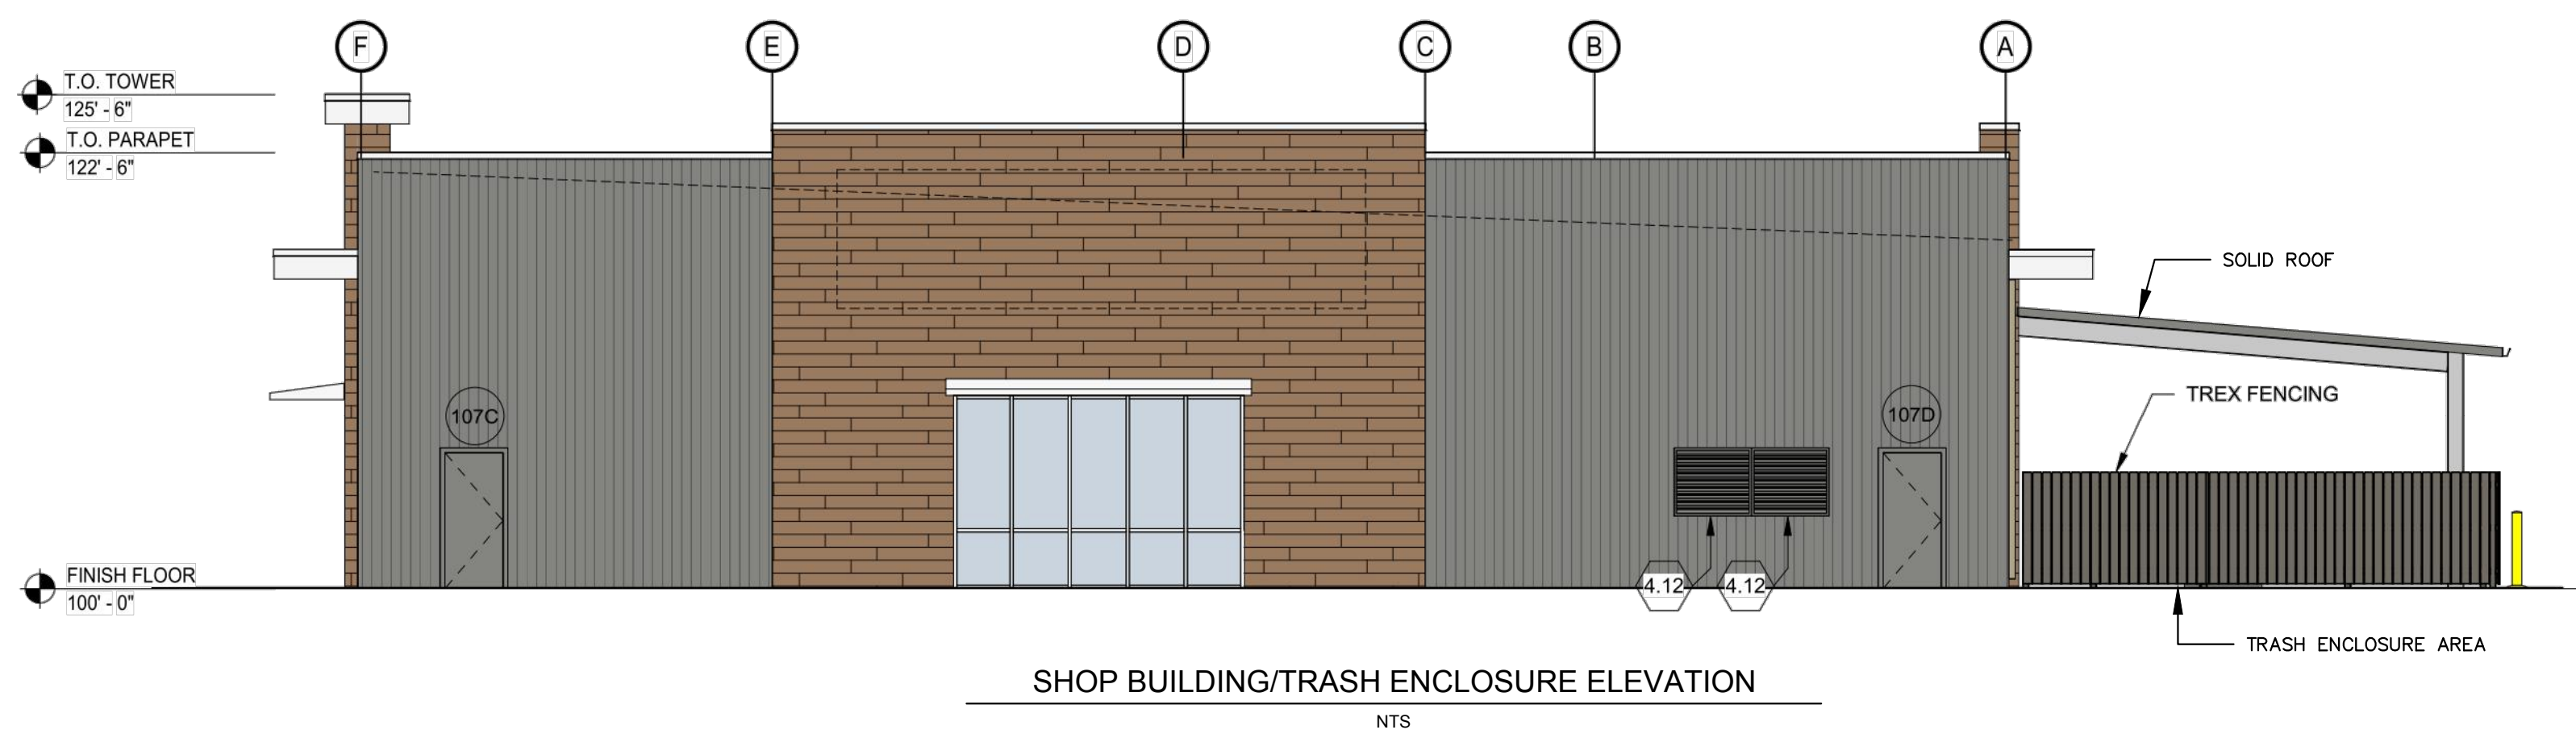 F E D C B A
T.O. TOWER
125' - 6"
T.O. PARAPET
122' - 6"
SOLID ROOF
TREX FENCING
107C
107D
FINISH FLOOR
100' - 0"
4.12 4.12
TRASH ENCLOSURE AREA
SHOP BUILDING/TRASH ENCLOSURE ELEVATION
NTS